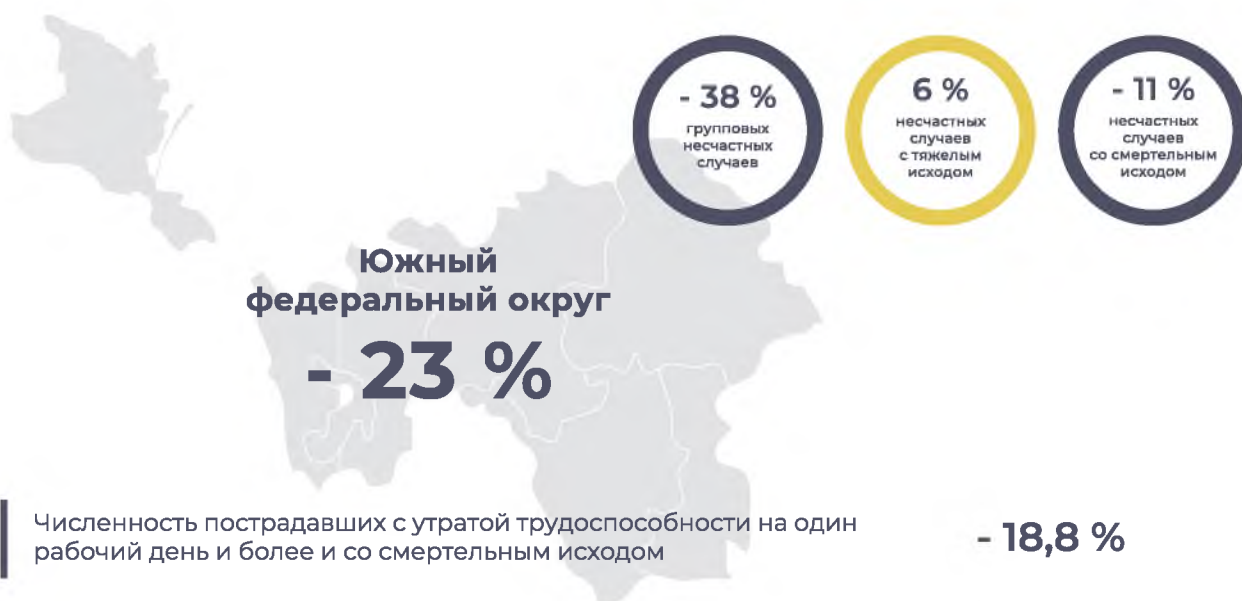 - 38 %
групповых
несчастных
случаев
6 %
несчастных
случаев
с тяжелым
исходом
- 11 %
несчастных
случаев
со смертельным
исходом
Южный
федеральный округ
- 23 %
Численность пострадавших с утратой трудоспособности на один
рабочий день и более и со смертельным исходом
- 18,8 %